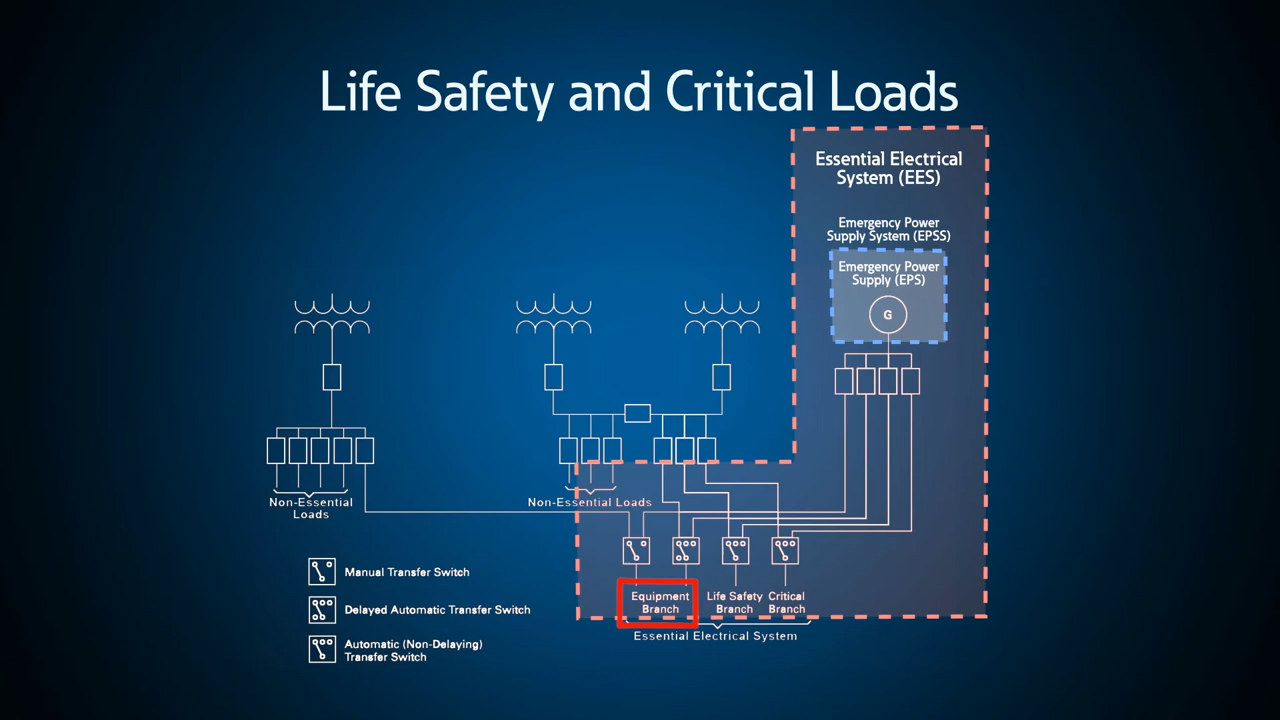 Life Safety and Critical Loads
Essential Electrical
System (EES)
Emergency Power
Supply System (EPSS)
Emergency Power
Supply (EPS)
G
Non-Essential
Loads
Non-Essential Loads
Manual Transfer Switch
Delayed Automatic Transfer Switch
Automatic (Non-Delaying)
Transfer Switch
Equipment
Branch
Life Safety
Branch
Critical
Branch
Essential Electrical System